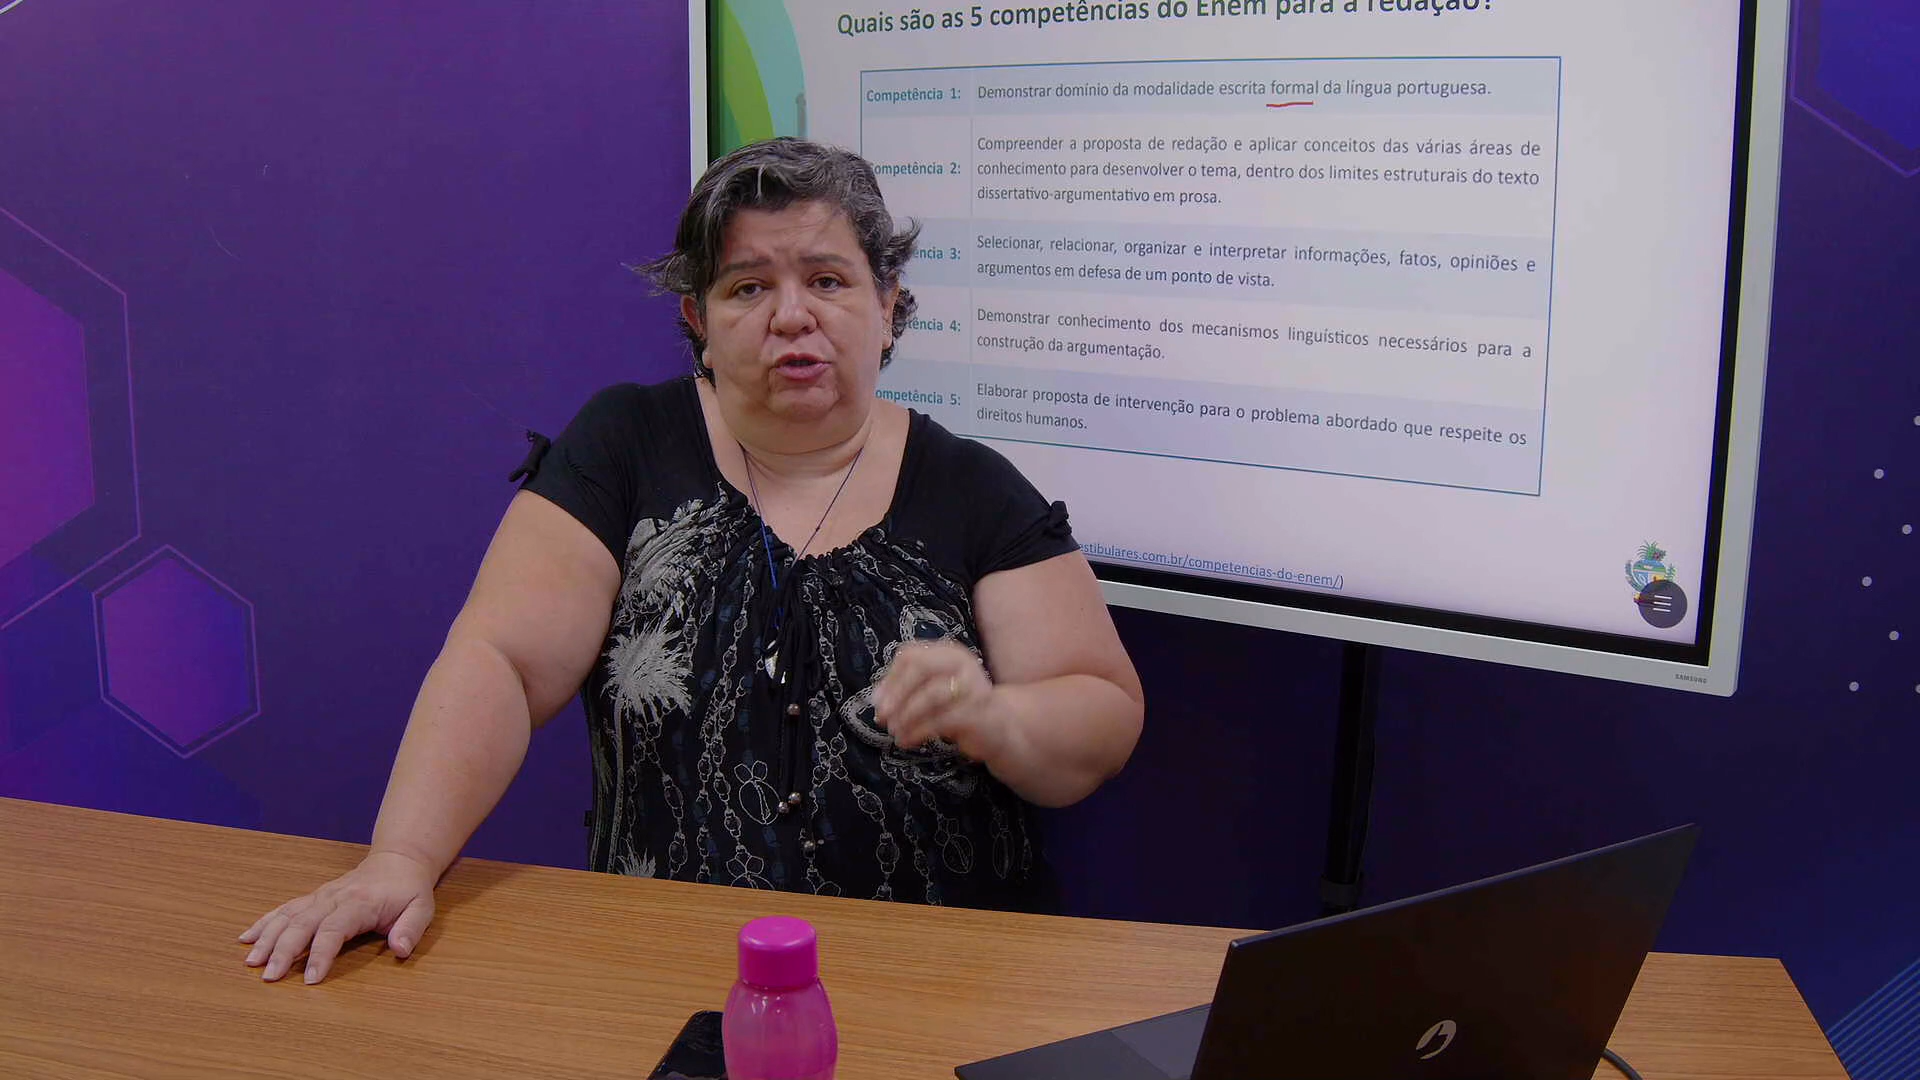 Quais são as 5 competências do Enem para a redação?
Competência 1: Demonstrar domínio da modalidade escrita formal da língua portuguesa.
Compreender a proposta de redação e aplicar conceitos das várias áreas de
ompetência 2: conhecimento para desenvolver o tema, dentro dos limites estruturais do texto
dissertativo-argumentativo em prosa.
Selecionar, relacionar, organizar e interpretar informações, fatos, opiniões e
ência 3: argumentos em defesa de um ponto de vista.
Demonstrar conhecimento dos mecanismos linguísticos necessários para a
tência 4: construção da argumentação.
Elaborar proposta de intervenção para o problema abordado que respeite os
ompetência 5: direitos humanos.
estibulares.com.br/competencias-do-enem/)
SAMSUNG